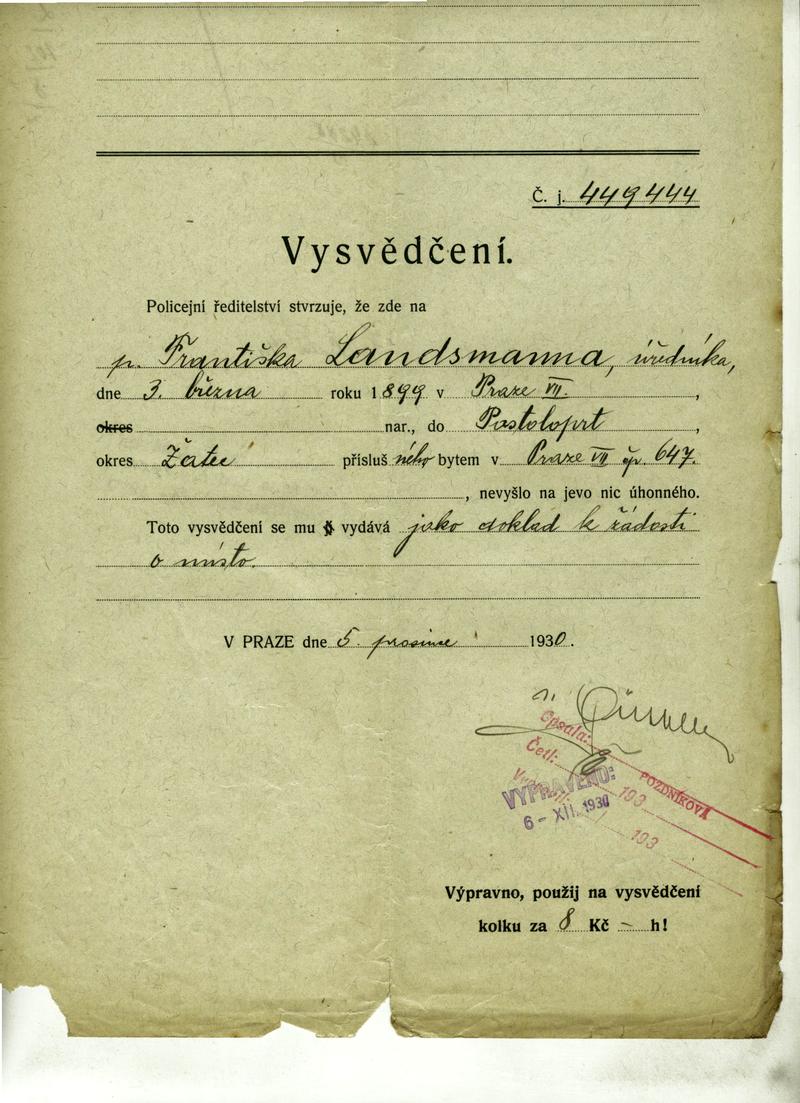 Č. j. 449444
Vysvědčení.
Policejní ředitelství stvrzuje, že zde na
p. Františka Landsmanna, úředníka,
dne 3. března roku 1899 v Praze VII.,
okres nar., do Postoloprt,
okres Žatec přísluš ného bytem v Praze VII čp. 647.
, nevyšlo na jevo nic úhonného.
Toto vysvědčení se mu vydává jako doklad k žádosti
o místo.
V PRAZE dne 5. prosince 1930.
Opsala:
Četl: POZDNÍKOVÁ
193
VYPRAVENO:
6 - XII. 1930
193
Výpravno, použij na vysvědčení
kolku za 8 Kč — h!